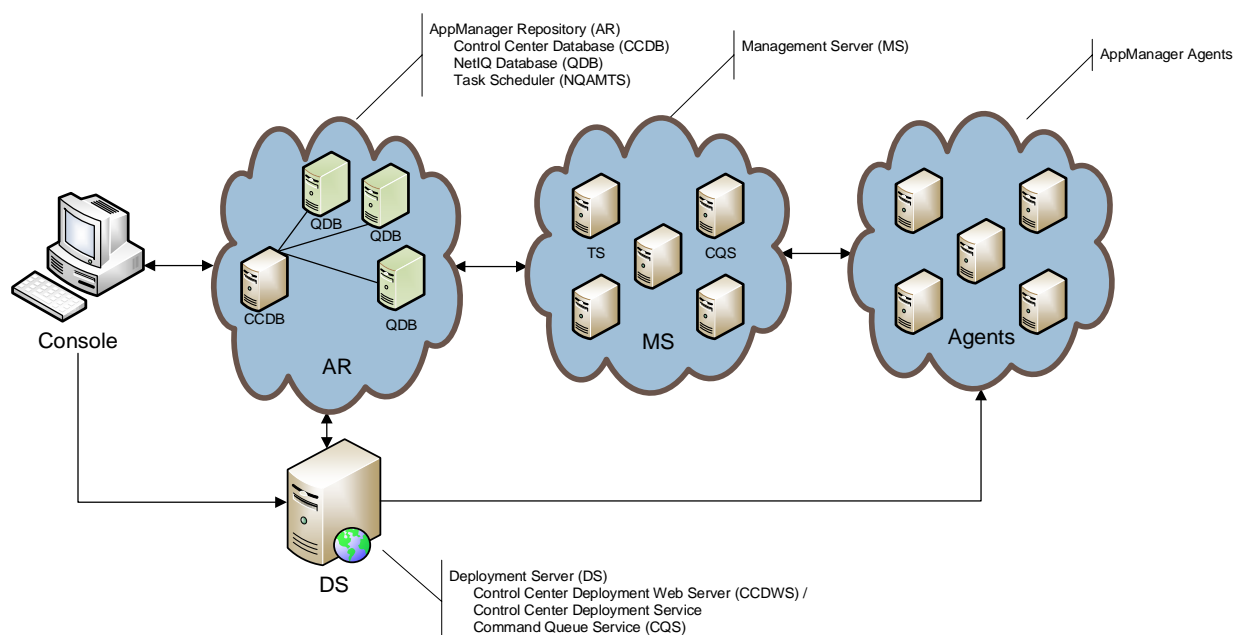 AppManager Repository (AR)
Control Center Database (CCDB)
NetIQ Database (QDB)
Task Scheduler (NQAMTS)
Management Server (MS)
AppManager Agents
QDB
QDB
TS
CQS
CCDB
QDB
Console
AR
MS
Agents
DS
Deployment Server (DS)
Control Center Deployment Web Server (CCDWS) /
Control Center Deployment Service
Command Queue Service (CQS)